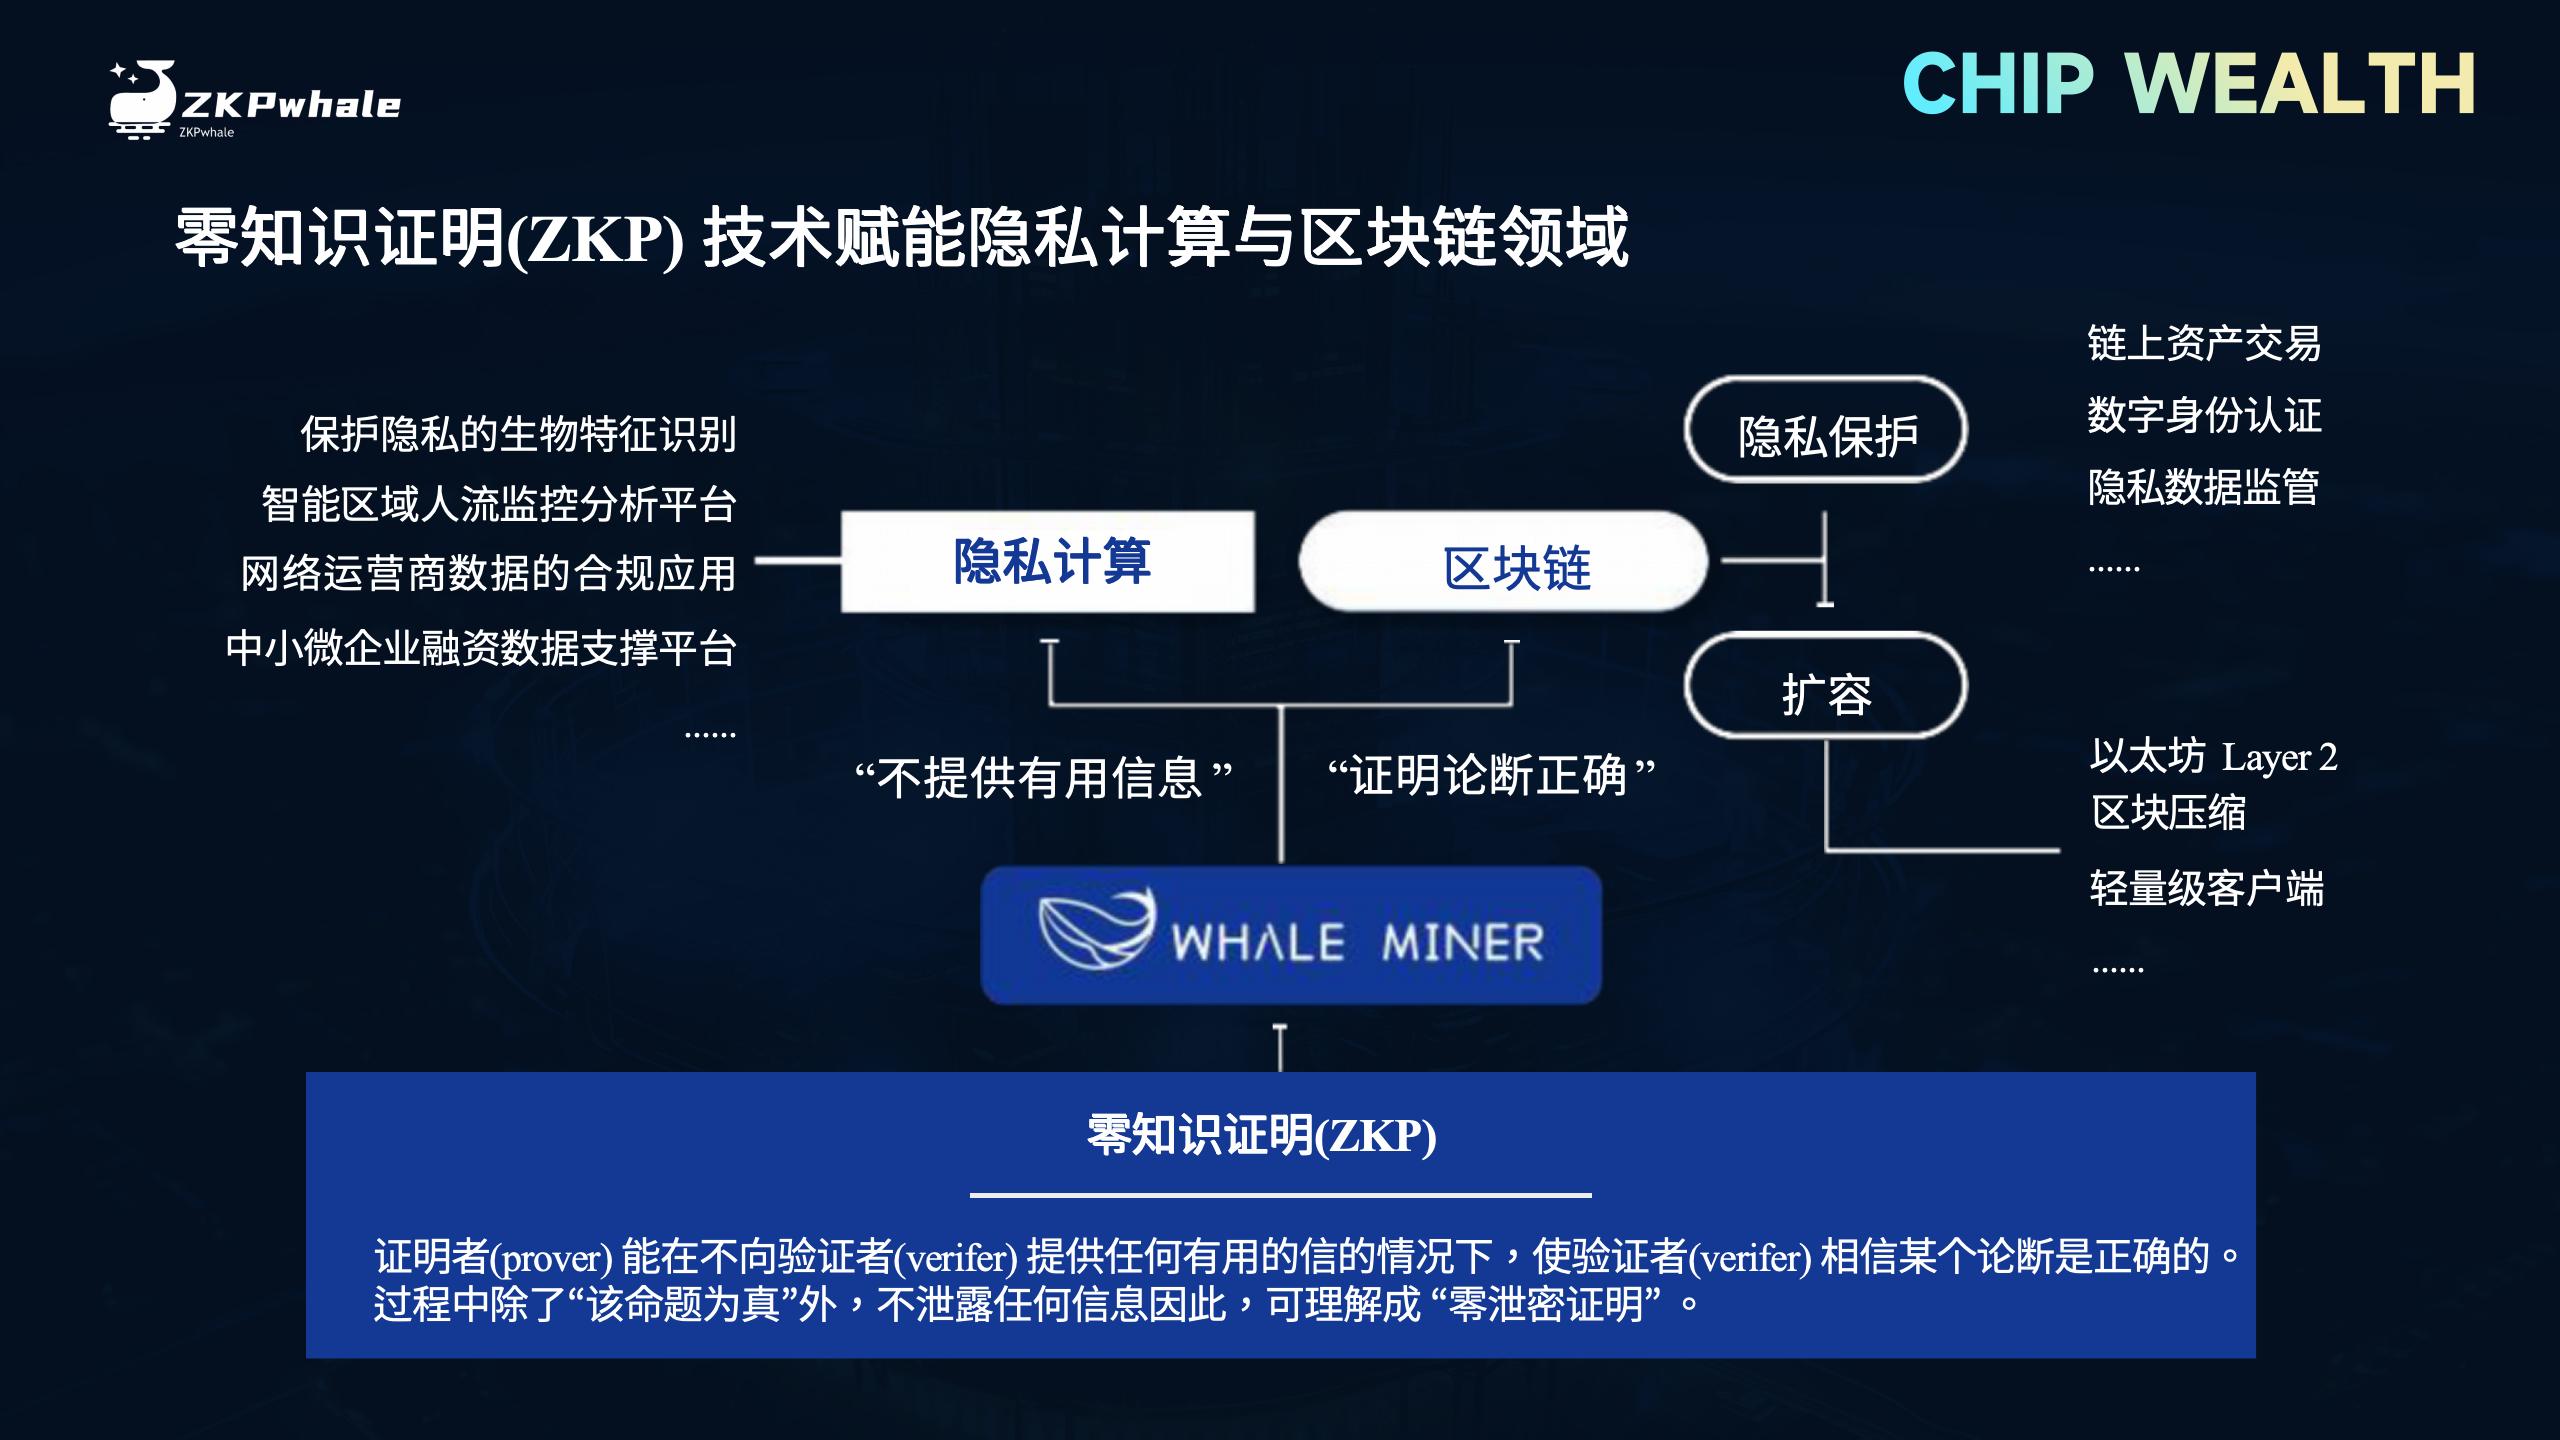 ZKPwhale
ZKPwhale
CHIP WEALTH
零知识证明(ZKP) 技术赋能隐私计算与区块链领域
保护隐私的生物特征识别
智能区域人流监控分析平台
网络运营商数据的合规应用
中小微企业融资数据支撑平台
......
隐私计算
区块链
隐私保护
扩容
链上资产交易
数字身份认证
隐私数据监管
......
以太坊 Layer 2
区块压缩
轻量级客户端
......
“不提供有用信息”
“证明论断正确”
WHALE MINER
零知识证明(ZKP)
证明者(prover) 能在不向验证者(verifer) 提供任何有用的信的情况下，使验证者(verifer) 相信某个论断是正确的。
过程中除了“该命题为真”外，不泄露任何信息因此，可理解成 “零泄密证明” 。